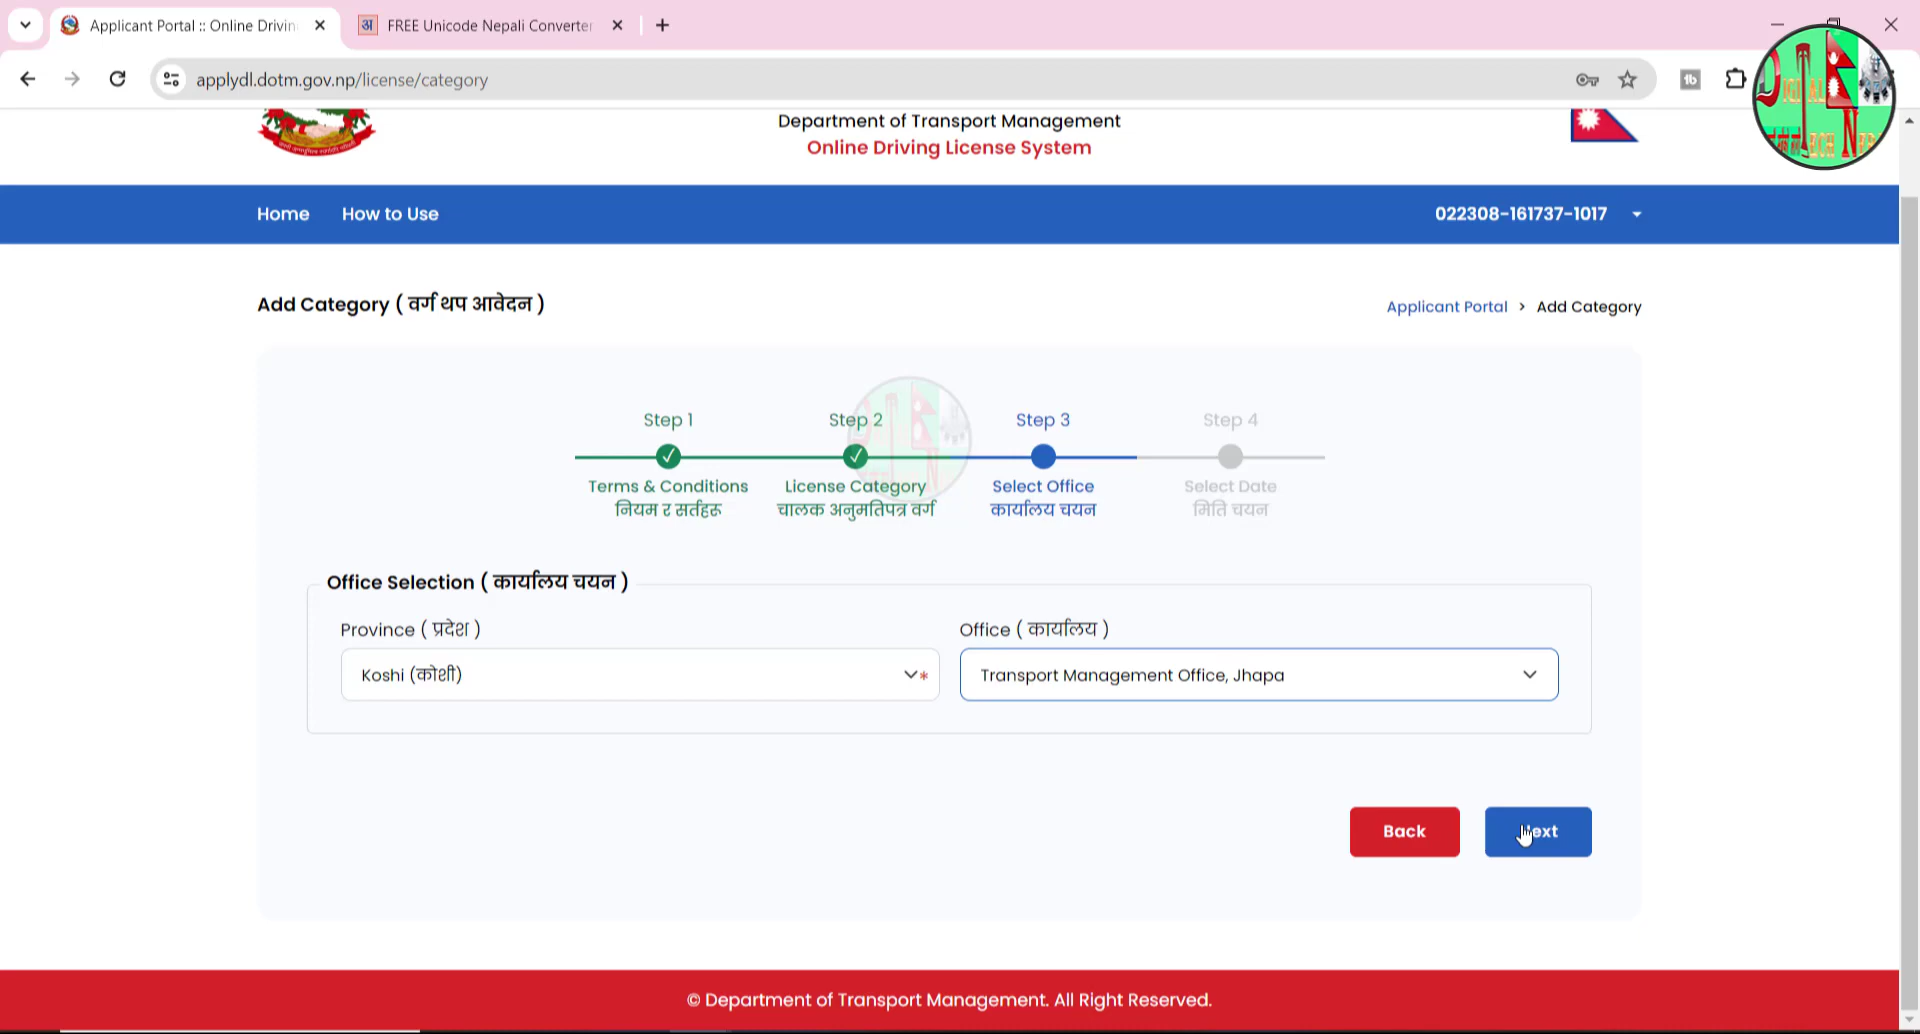 Applicant Portal :: Online Drivin
FREE Unicode Nepali Converter
applydl.dotm.gov.np/license/category
Department of Transport Management
Online Driving License System
Home
How to Use
022308-161737-1017
Add Category ( वर्ग थप आवेदन )
Applicant Portal > Add Category
Step 1
Step 2
Step 3
Step 4
Terms & Conditions
License Category
Select Office
Select Date
नियम र सर्तहरू
चालक अनुमतिपत्र वर्ग
कार्यालय चयन
मिति चयन
Office Selection ( कार्यालय चयन )
Province ( प्रदेश )
Office ( कार्यालय )
Koshi (कोशी)
*
Transport Management Office, Jhapa
Back
Next
© Department of Transport Management. All Right Reserved.